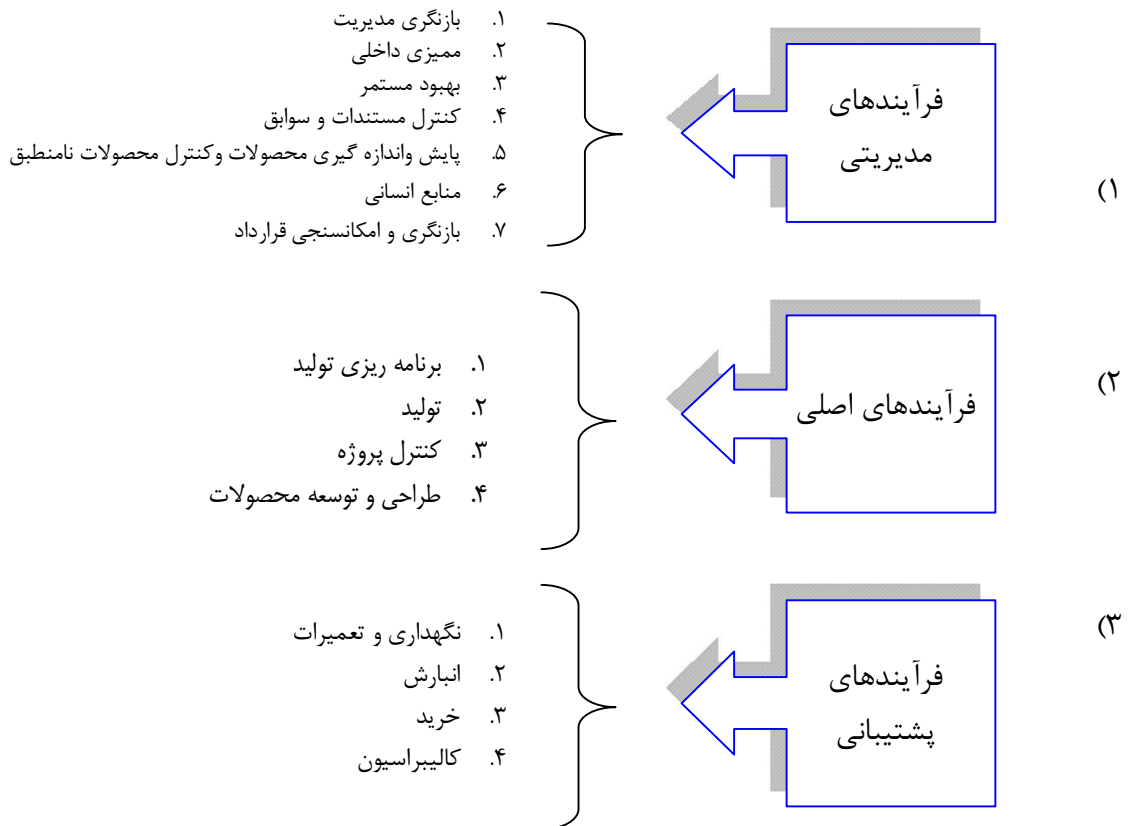 ۱)
فرآیندهای
مدیریتی
۱. بازنگری مدیریت
۲. ممیزی داخلی
۳. بهبود مستمر
۴. کنترل مستندات و سوابق
۵. پایش واندازه گیری محصولات وکنترل محصولات نامنطبق
۶. منابع انسانی
۷. بازنگری و امکانسنجی قرارداد
۲)
فرآیندهای اصلی
۱. برنامه ریزی تولید
۲. تولید
۳. کنترل پروژه
۴. طراحی و توسعه محصولات
۳)
فرآیندهای
پشتیبانی
۱. نگهداری و تعمیرات
۲. انبارش
۳. خرید
۴. کالیبراسیون